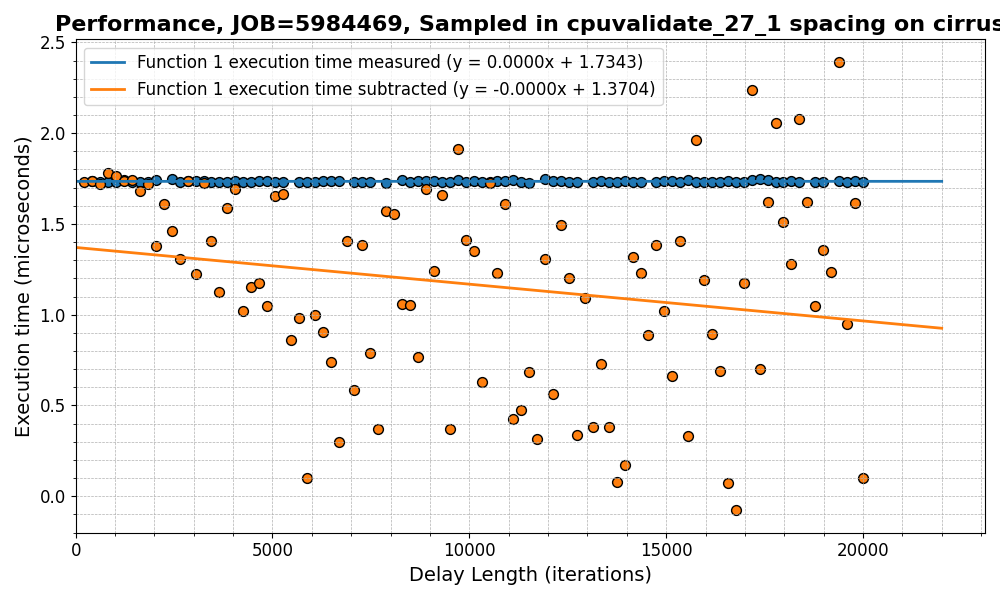 Performance, JOB=5984469, Sampled in cpuvalidate_27_1 spacing on cirrus
Function 1 execution time measured (y = 0.0000x + 1.7343)
Function 1 execution time subtracted (y = -0.0000x + 1.3704)
Execution time (microseconds)
2.5
2.0
1.5
1.0
0.5
0.0
0
5000
10000
15000
20000
Delay Length (iterations)